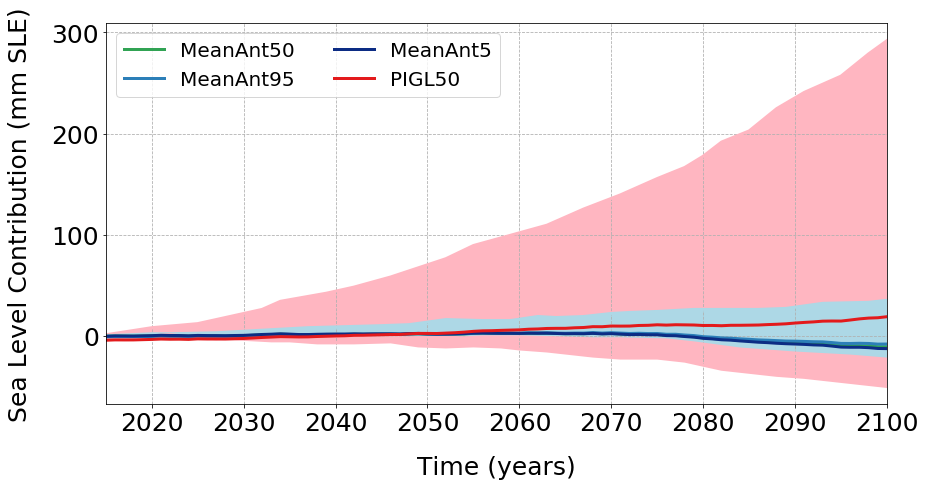 Sea Level Contribution (mm SLE)
300
200
100
0
MeanAnt50 MeanAnt5
MeanAnt95 PIGL50
2020 2030 2040 2050 2060 2070 2080 2090 2100
Time (years)